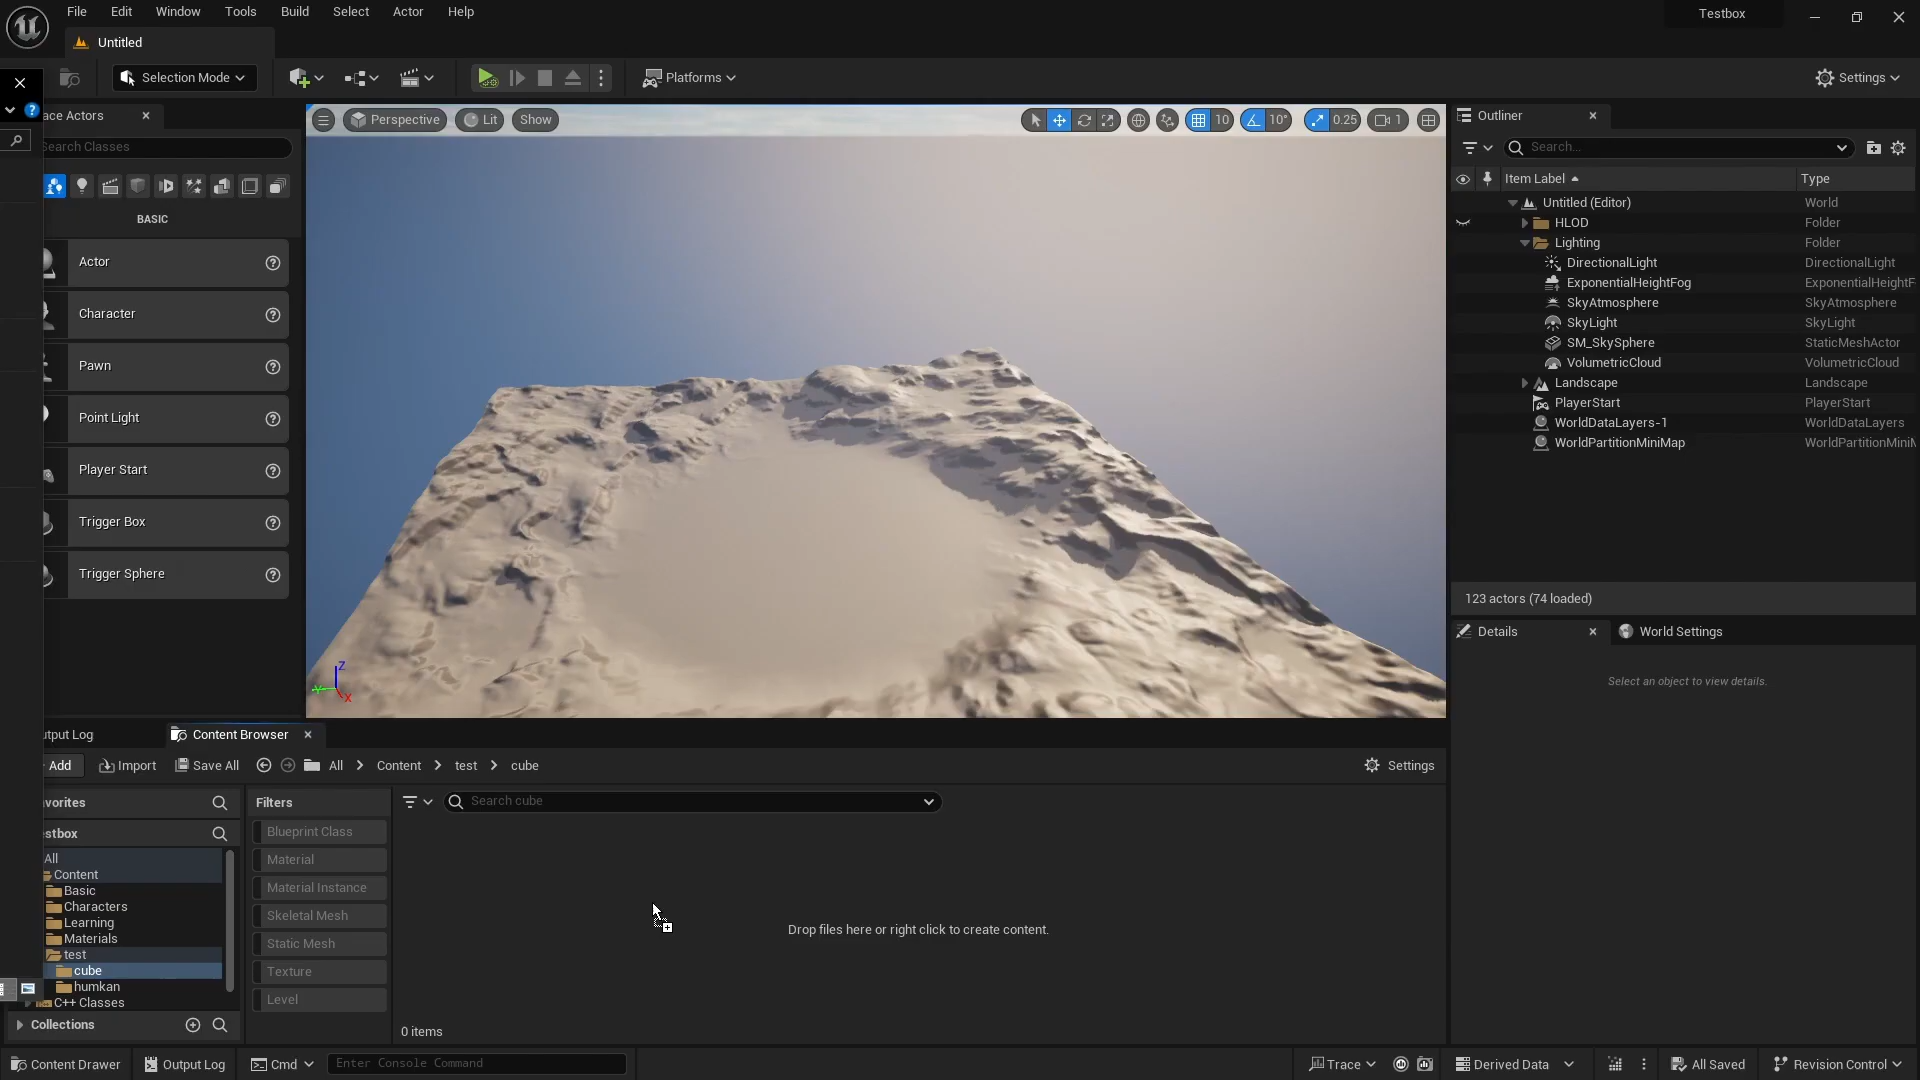 File Edit Window Tools Build Select Actor Help
Testbox
Untitled
Selection Mode
Platforms
Settings
ace Actors
Search Classes
BASIC
Actor
Character
Pawn
Point Light
Player Start
Trigger Box
Trigger Sphere
Perspective Lit Show
10 10° 0.25 1
Z
Y
X
Outliner
Search...
Item Label Type
Untitled (Editor) World
HLOD Folder
Lighting Folder
DirectionalLight DirectionalLight
ExponentialHeightFog ExponentialHeightF
SkyAtmosphere SkyAtmosphere
SkyLight SkyLight
SM_SkySphere StaticMeshActor
VolumetricCloud VolumetricCloud
Landscape Landscape
PlayerStart PlayerStart
WorldDataLayers-1 WorldDataLayers
WorldPartitionMiniMap WorldPartitionMiniM
123 actors (74 loaded)
Details World Settings
Select an object to view details.
utput Log Content Browser
Add Import Save All All Content test cube Settings
avorites
estbox
All
Content
Basic
Characters
Learning
Materials
test
cube
humkan
C++ Classes
Collections
Filters
Blueprint Class
Material
Material Instance
Skeletal Mesh
Static Mesh
Texture
Level
Search cube
Drop files here or right click to create content.
0 items
Content Drawer Output Log Cmd Enter Console Command Trace Derived Data All Saved Revision Control